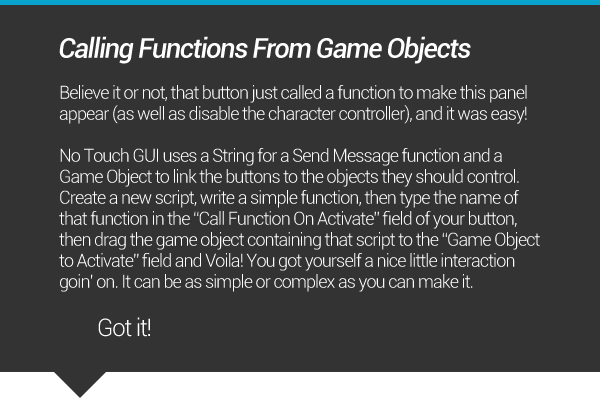 Calling Functions From Game Objects
Believe it or not, that button just called a function to make this panel
appear (as well as disable the character controller), and it was easy!
No Touch GUI uses a String for a Send Message function and a
Game Object to link the buttons to the objects they should control.
Create a new script, write a simple function, then type the name of
that function in the “Call Function On Activate” field of your button,
then drag the game object containing that script to the “Game Object
to Activate” field and Voila! You got yourself a nice little interaction
goin’ on. It can be as simple or complex as you can make it.
Got it!